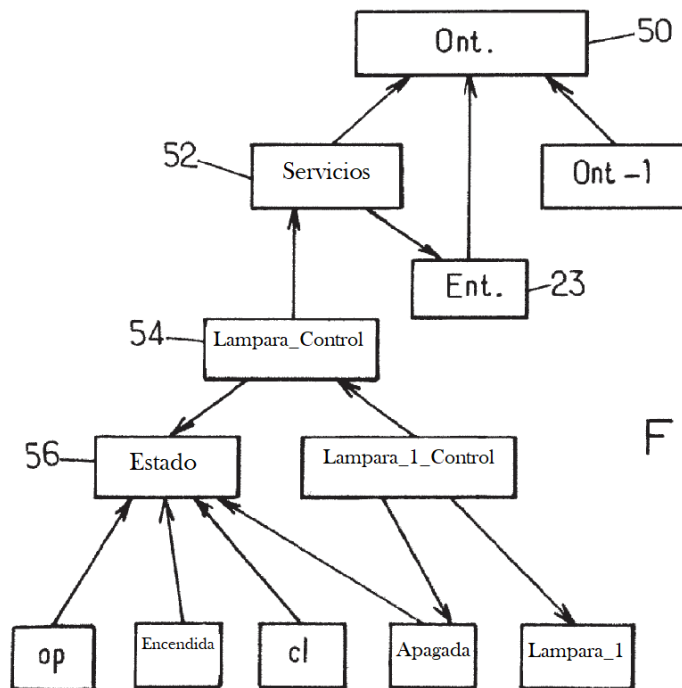 Ont.
50
52
Servicios
Ont-1
Ent.
23
54
Lampara_Control
56
Estado
Lampara_1_Control
F
op
Encendida
cl
Apagada
Lampara_1